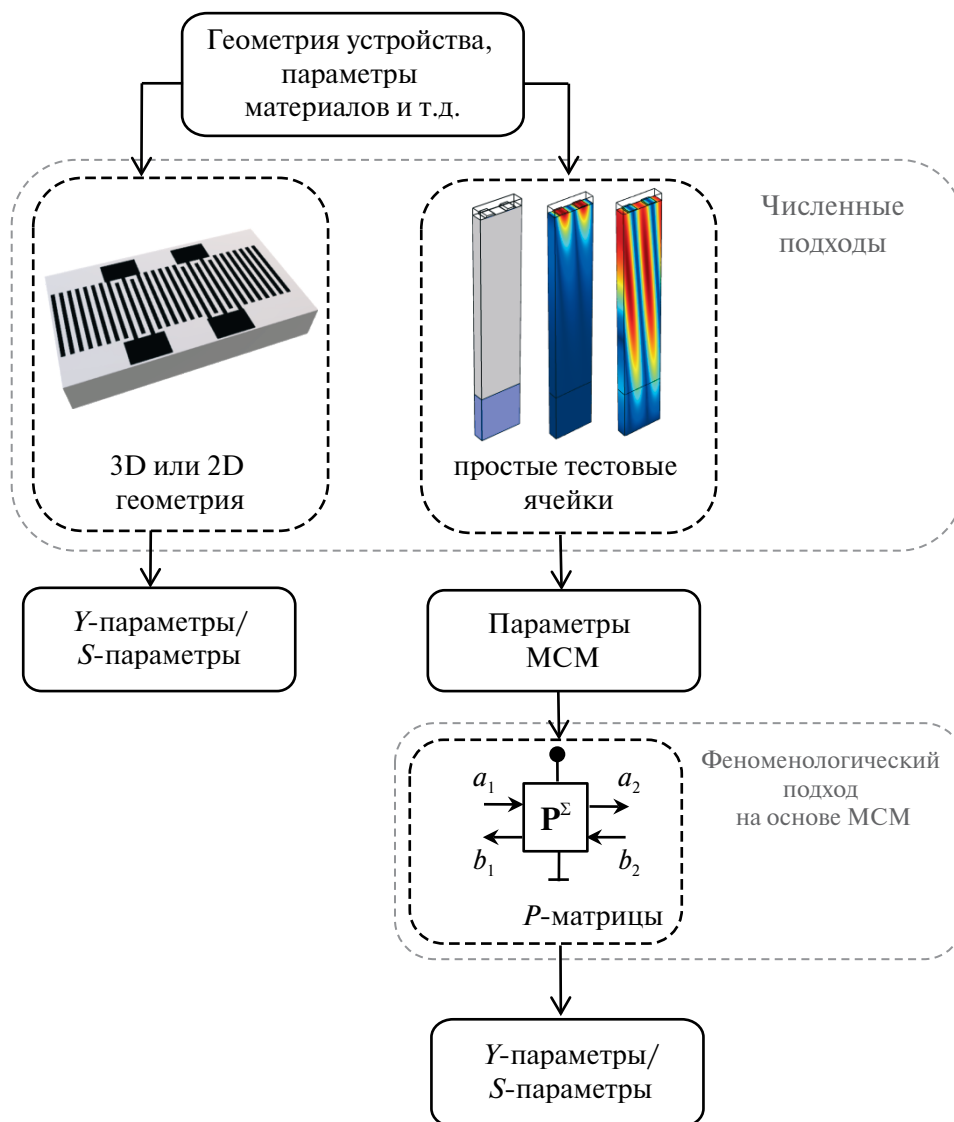 Геометрия устройства,
параметры
материалов и т.д.
Численные
подходы
3D или 2D
геометрия
простые тестовые
ячейки
Y-параметры/
S-параметры
Параметры
МСМ
Феноменологический
подход
на основе МСМ
a₁
a₂
P^Σ
b₁
b₂
P-матрицы
Y-параметры/
S-параметры